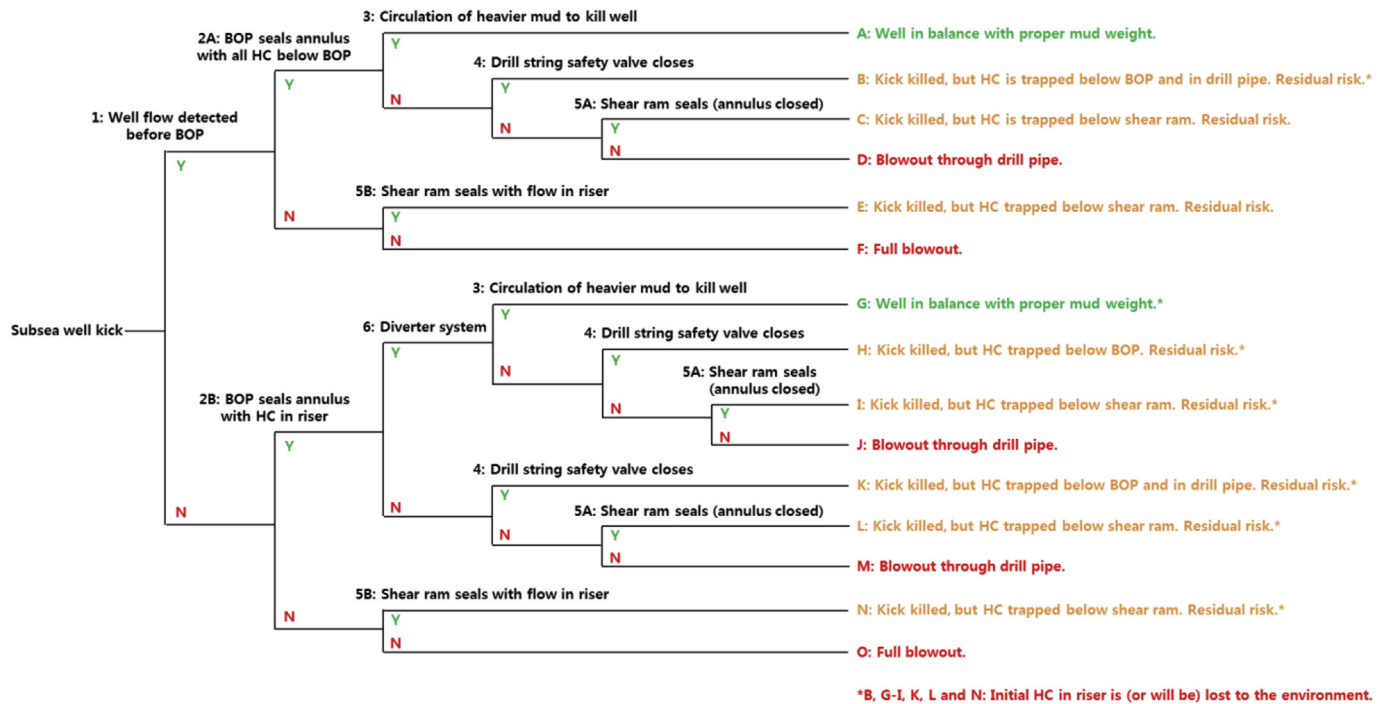 3: Circulation of heavier mud to kill well
A: Well in balance with proper mud weight.
2A: BOP seals annulus
with all HC below BOP
Y
4: Drill string safety valve closes
B: Kick killed, but HC is trapped below BOP and in drill pipe. Residual risk.*
Y
N
Y
5A: Shear ram seals (annulus closed)
C: Kick killed, but HC is trapped below shear ram. Residual risk.
1: Well flow detected
before BOP
N
Y
N
D: Blowout through drill pipe.
Y
5B: Shear ram seals with flow in riser
E: Kick killed, but HC trapped below shear ram. Residual risk.
N
Y
N
F: Full blowout.
3: Circulation of heavier mud to kill well
G: Well in balance with proper mud weight.*
Subsea well kick
6: Diverter system
Y
4: Drill string safety valve closes
H: Kick killed, but HC trapped below BOP. Residual risk.*
Y
N
Y
5A: Shear ram seals
(annulus closed)
2B: BOP seals annulus
with HC in riser
I: Kick killed, but HC trapped below shear ram. Residual risk.*
N
Y
N
J: Blowout through drill pipe.
Y
4: Drill string safety valve closes
K: Kick killed, but HC trapped below BOP and in drill pipe. Residual risk.*
N
N
Y
5A: Shear ram seals (annulus closed)
L: Kick killed, but HC trapped below shear ram. Residual risk.*
N
Y
N
M: Blowout through drill pipe.
5B: Shear ram seals with flow in riser
N: Kick killed, but HC trapped below shear ram. Residual risk.*
N
Y
N
O: Full blowout.
*B, G-I, K, L and N: Initial HC in riser is (or will be) lost to the environment.